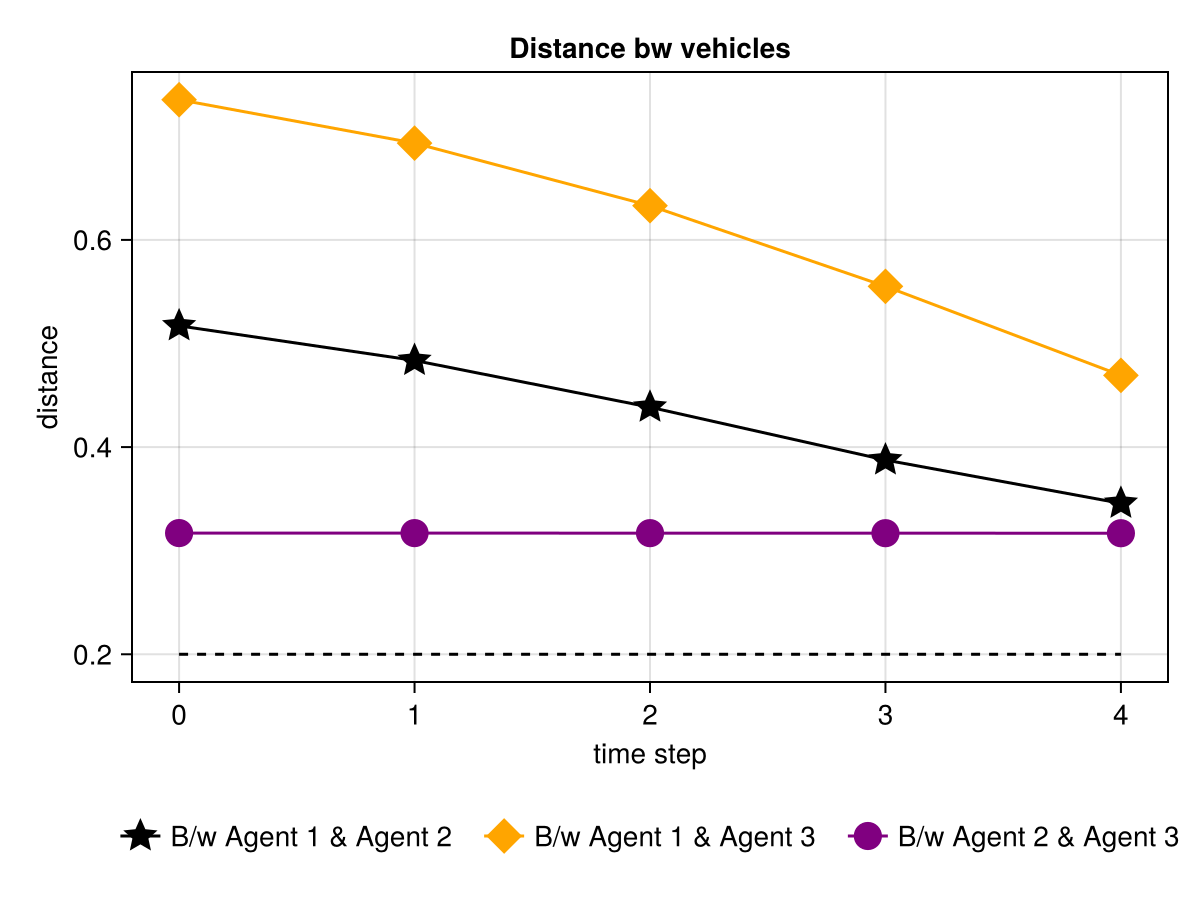 Distance bw vehicles
distance
0.6
0.4
0.2
0 1 2 3 4
time step
B/w Agent 1 & Agent 2 B/w Agent 1 & Agent 3 B/w Agent 2 & Agent 3